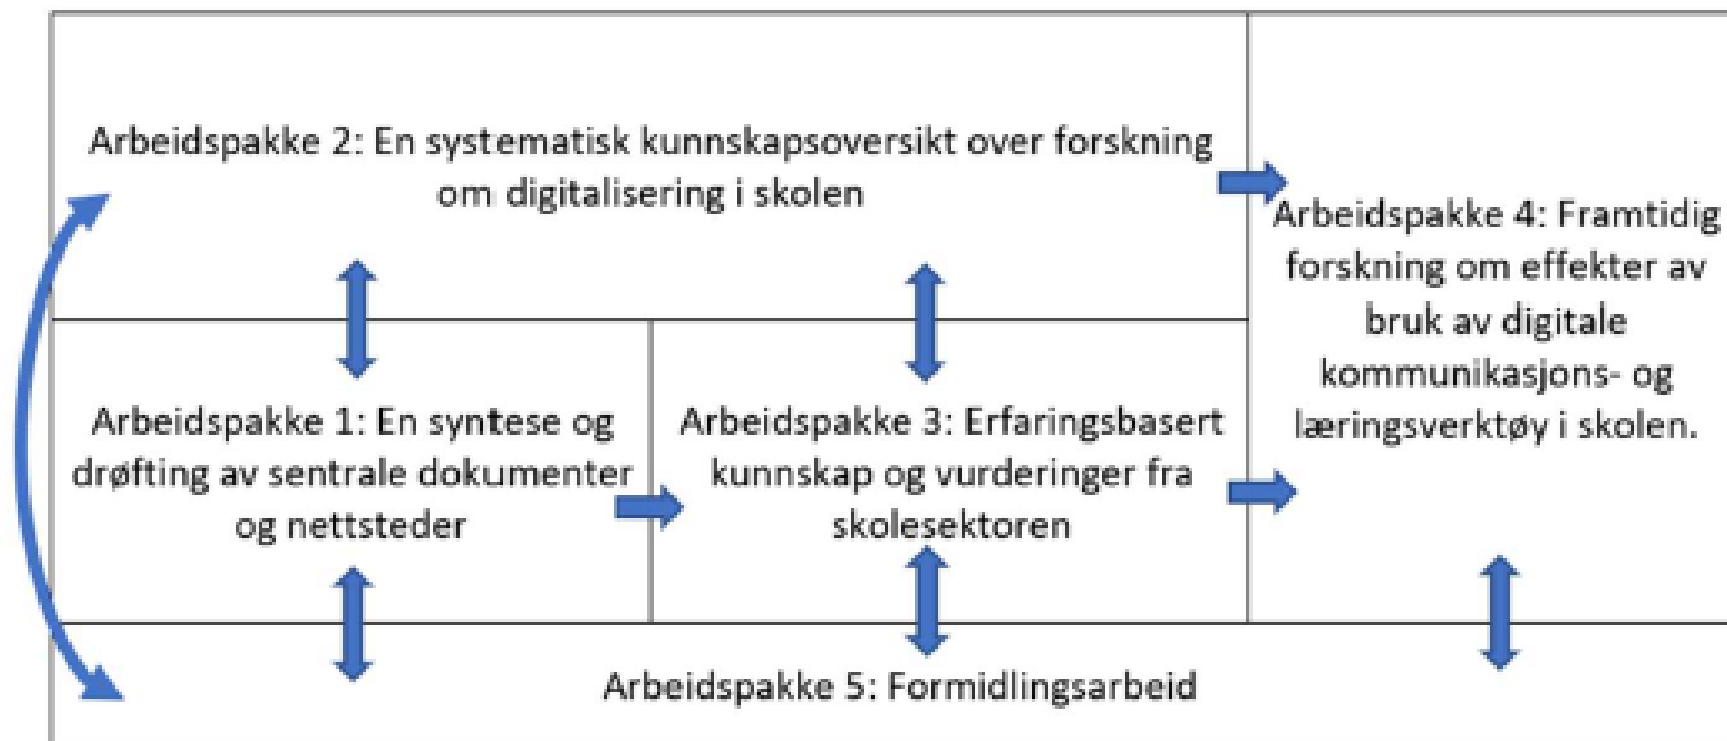 Arbeidspakke 2: En systematisk kunnskapsoversikt over forskning
om digitalisering i skolen
Arbeidspakke 4: Framtidig
forskning om effekter av
bruk av digitale
kommunikasjons- og
læringsverktøy i skolen.
Arbeidspakke 1: En syntese og
drøfting av sentrale dokumenter
og nettsteder
Arbeidspakke 3: Erfaringsbasert
kunnskap og vurderinger fra
skolesektoren
Arbeidspakke 5: Formidlingsarbeid